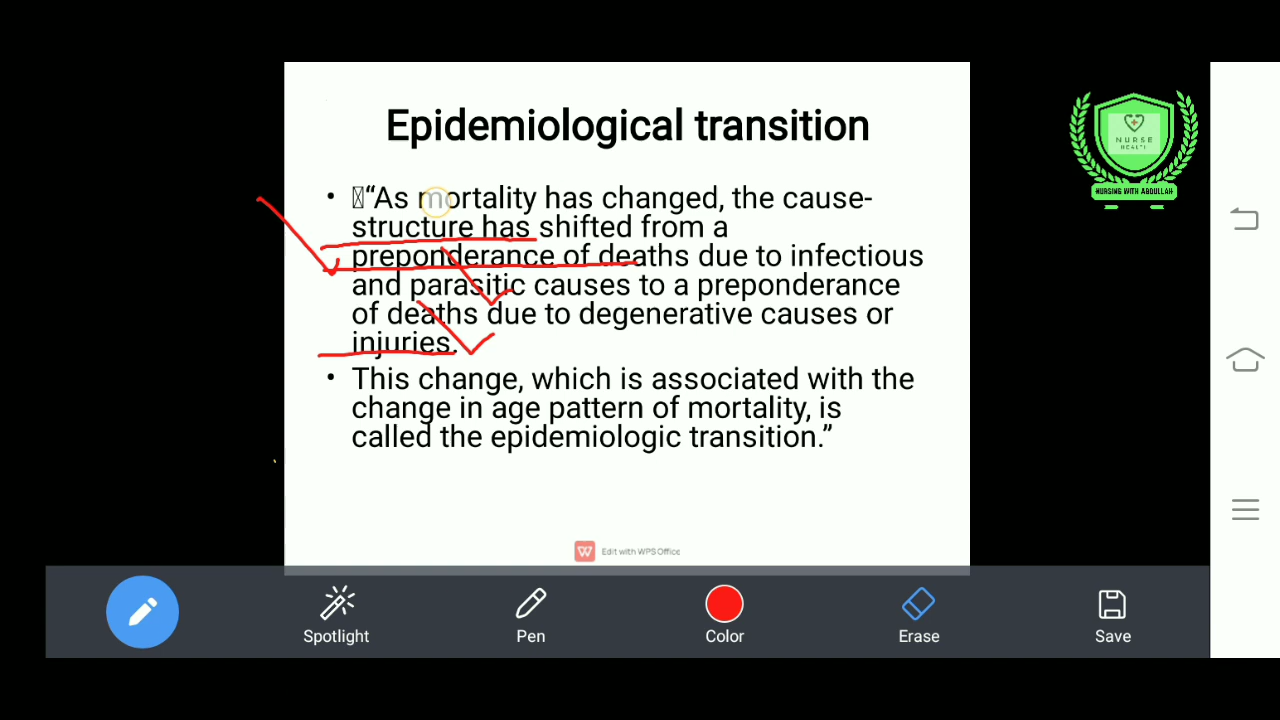 Epidemiological transition
• “As mortality has changed, the cause-
structure has shifted from a
preponderance of deaths due to infectious
and parasitic causes to a preponderance
of deaths due to degenerative causes or
injuries.
• This change, which is associated with the
change in age pattern of mortality, is
called the epidemiologic transition.”
Edit with WPS Office
NURSE
HEALTH
NURSING WITH ABDULLAH
Spotlight
Pen
Color
Erase
Save